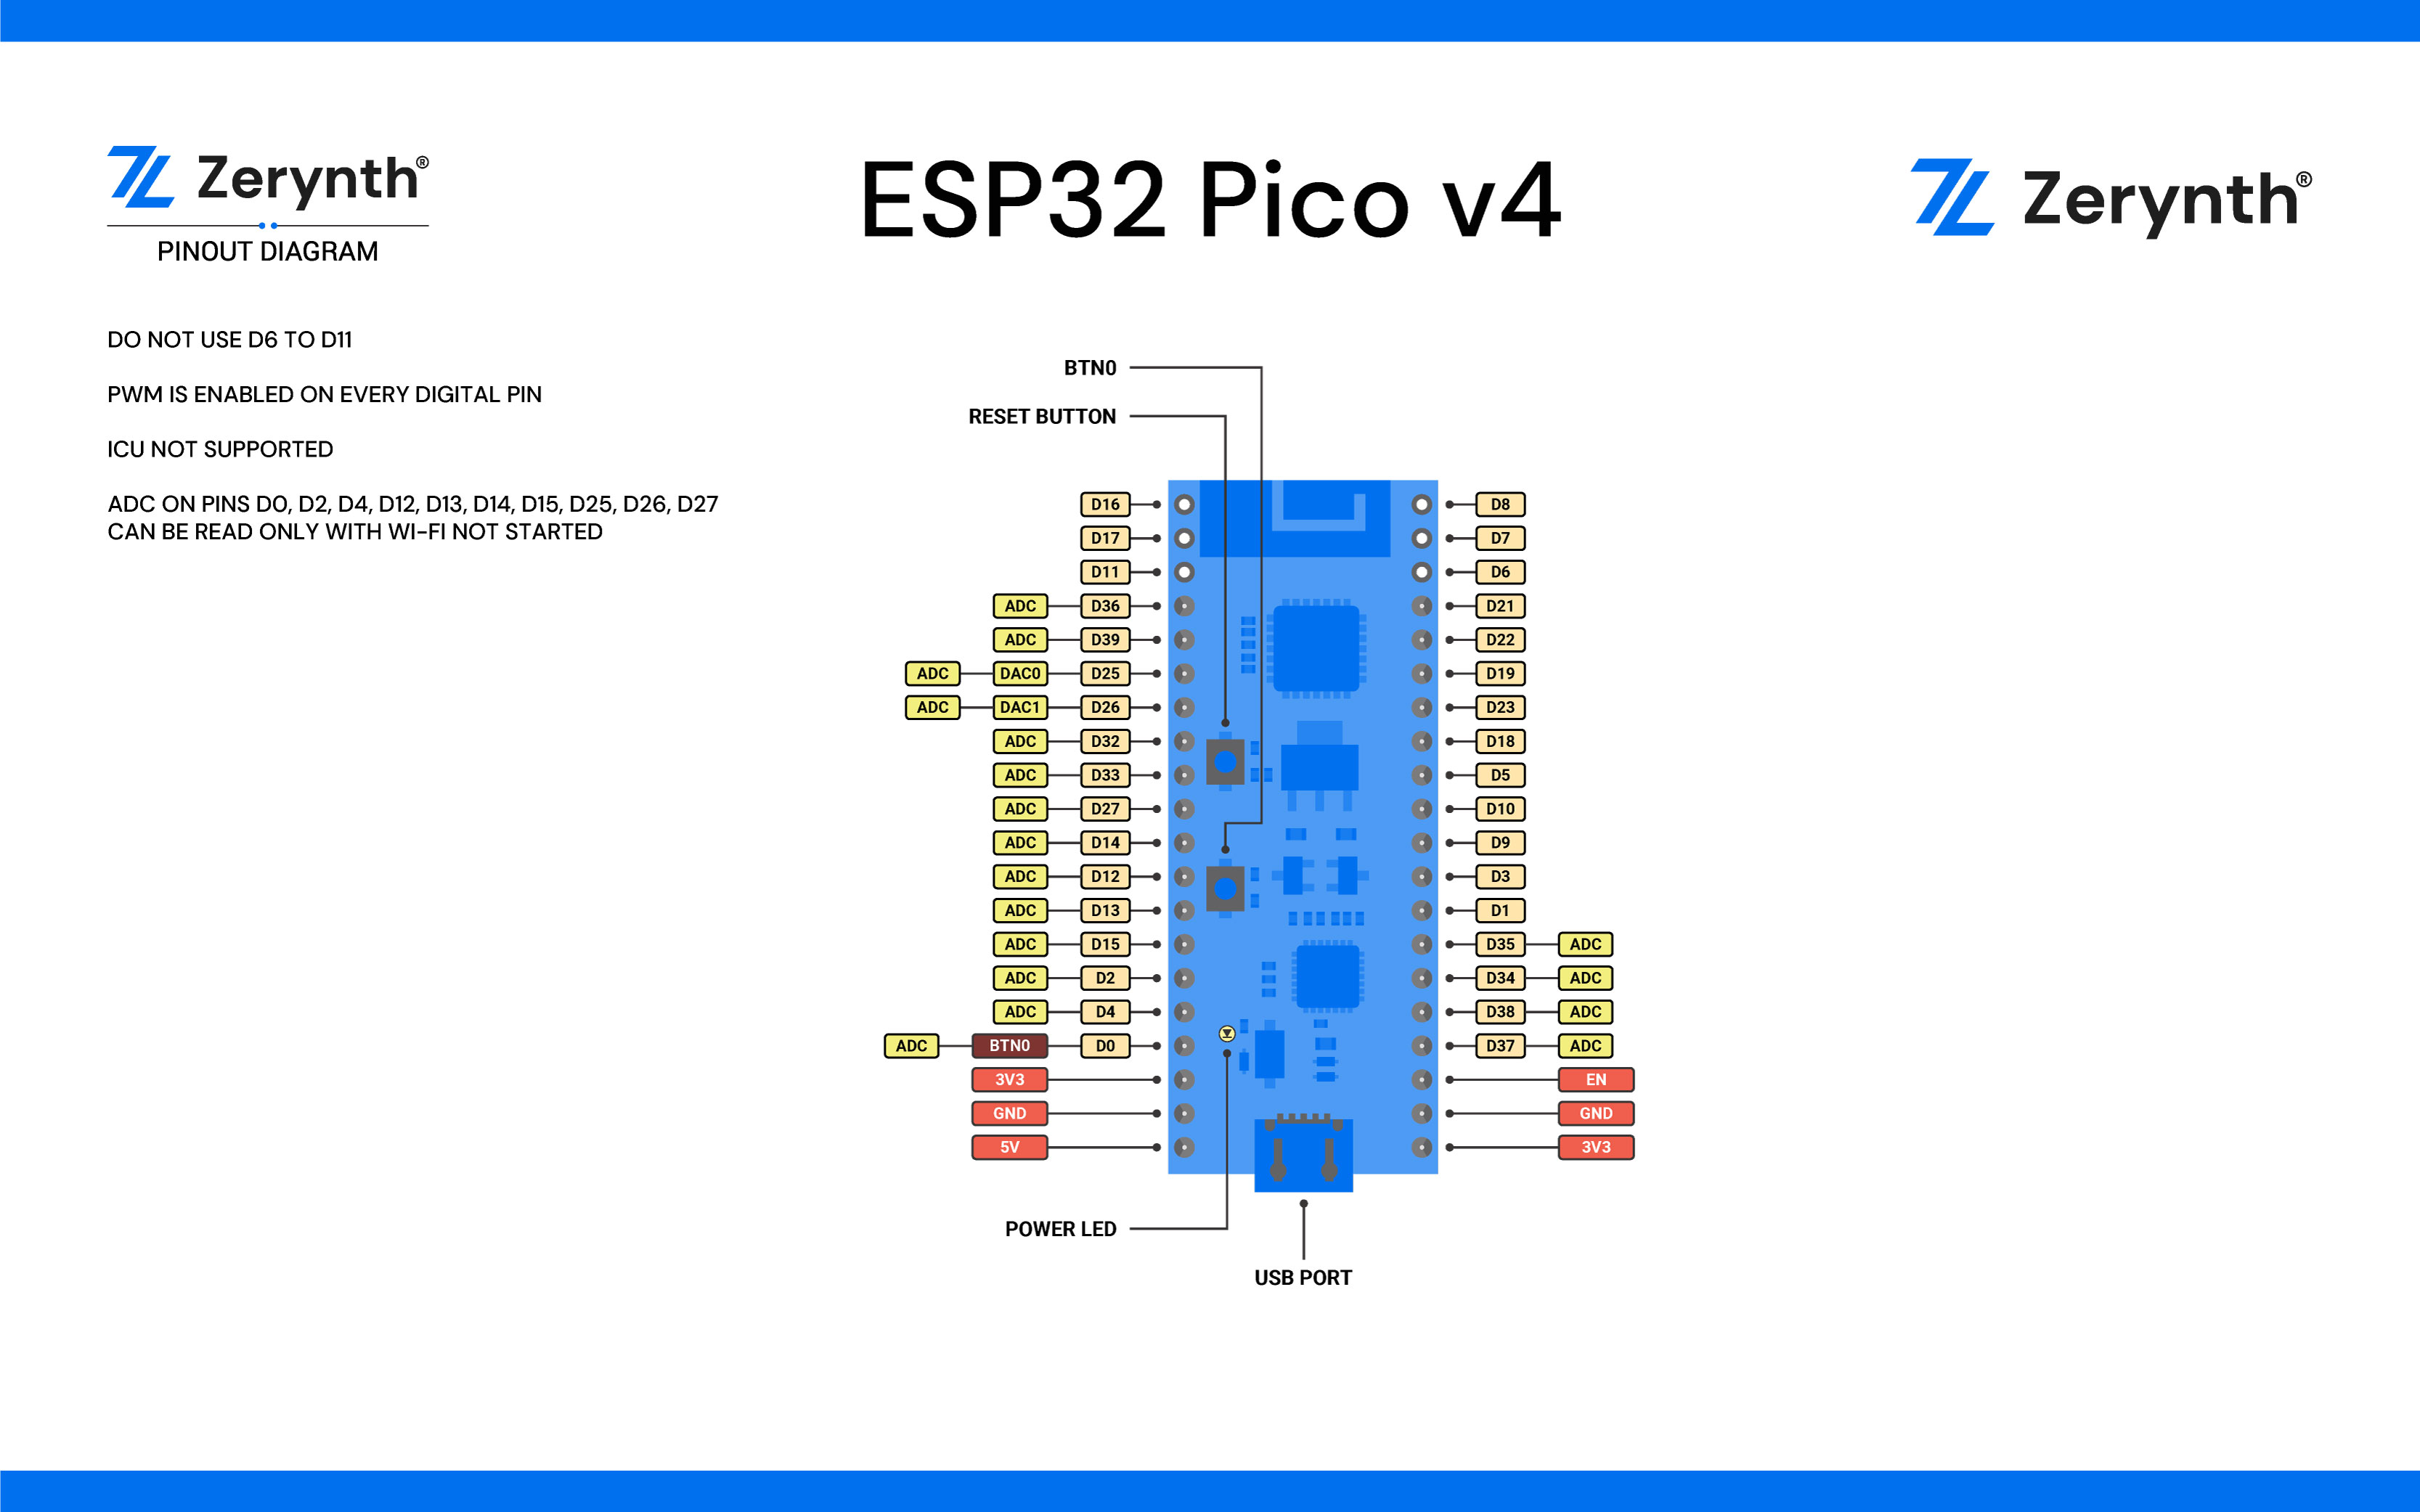 Zerynth®
PINOUT DIAGRAM
ESP32 Pico v4
Zerynth®
DO NOT USE D6 TO D11
PWM IS ENABLED ON EVERY DIGITAL PIN
ICU NOT SUPPORTED
ADC ON PINS D0, D2, D4, D12, D13, D14, D15, D25, D26, D27
CAN BE READ ONLY WITH WI-FI NOT STARTED
BTN0
RESET BUTTON
D16 D8
D17 D7
D11 D6
ADC D36 D21
ADC D39 D22
ADC DAC0 D25 D19
ADC DAC1 D26 D23
ADC D32 D18
ADC D33 D5
ADC D27 D10
ADC D14 D9
ADC D12 D3
ADC D13 D1
ADC D15 D35 ADC
ADC D2 D34 ADC
ADC D4 D38 ADC
ADC BTN0 D0 D37 ADC
3V3 EN
GND GND
5V 3V3
POWER LED
USB PORT